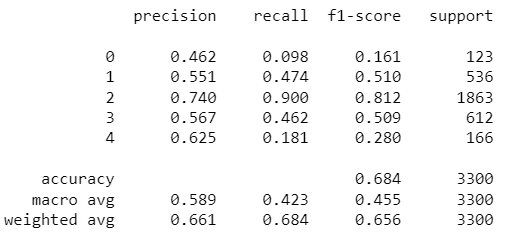 precision recall f1-score support
0 0.462 0.098 0.161 123
1 0.551 0.474 0.510 536
2 0.740 0.900 0.812 1863
3 0.567 0.462 0.509 612
4 0.625 0.181 0.280 166
accuracy 0.684 3300
macro avg 0.589 0.423 0.455 3300
weighted avg 0.661 0.684 0.656 3300